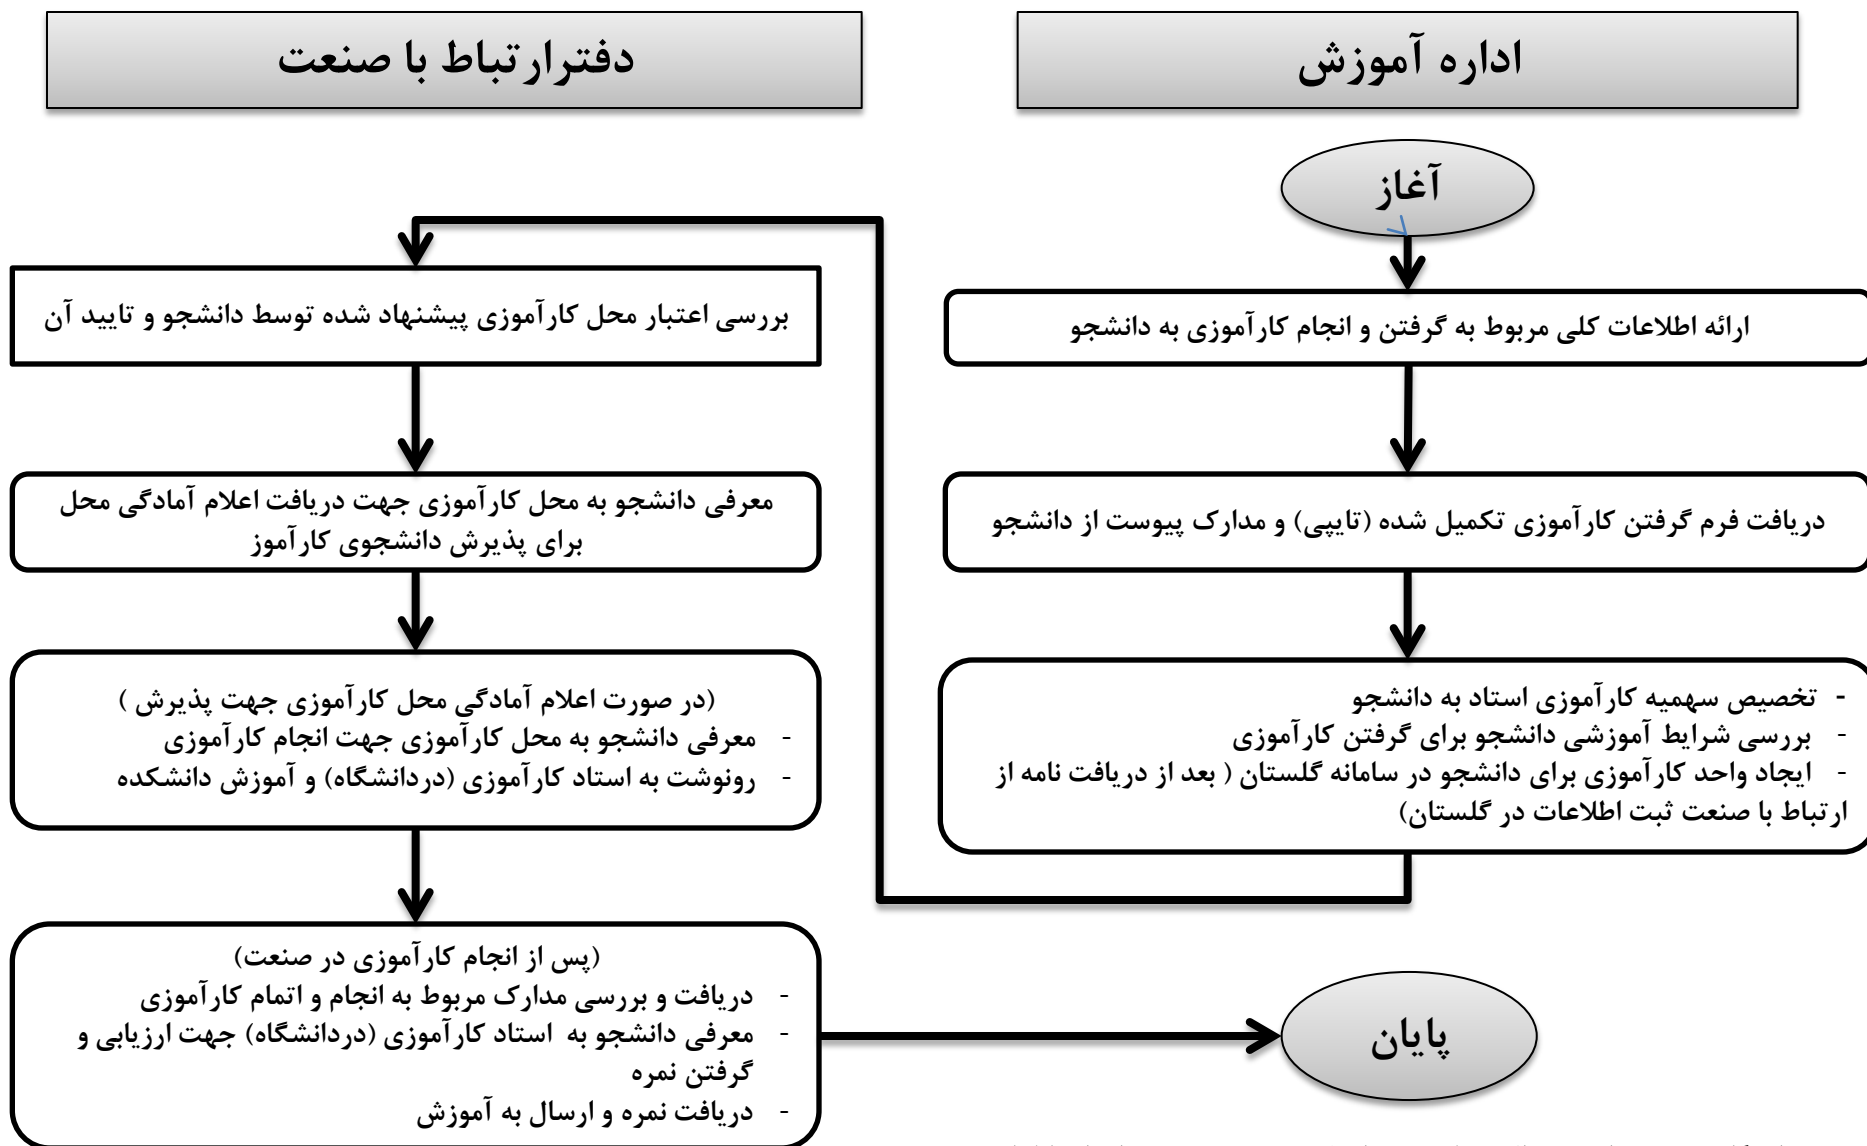 اداره آموزش
دفترارتباط با صنعت
آغاز
ارائه اطلاعات کلی مربوط به گرفتن و انجام کارآموزی به دانشجو
دریافت فرم گرفتن کارآموزی تکمیل شده (تایپی) و مدارک پیوست از دانشجو
- تخصیص سهمیه کارآموزی استاد به دانشجو
- بررسی شرایط آموزشی دانشجو برای گرفتن کارآموزی
- ایجاد واحد کارآموزی برای دانشجو در سامانه گلستان ( بعد از دریافت نامه از
ارتباط با صنعت ثبت اطلاعات در گلستان)
بررسی اعتبار محل کارآموزی پیشنهاد شده توسط دانشجو و تایید آن
معرفی دانشجو به محل کارآموزی جهت دریافت اعلام آمادگی محل
برای پذیرش دانشجوی کارآموز
(در صورت اعلام آمادگی محل کارآموزی جهت پذیرش )
- معرفی دانشجو به محل کارآموزی جهت انجام کارآموزی
- رونوشت به استاد کارآموزی (دردانشگاه) و آموزش دانشکده
(پس از انجام کارآموزی در صنعت)
- دریافت و بررسی مدارک مربوط به انجام و اتمام کارآموزی
- معرفی دانشجو به استاد کارآموزی (دردانشگاه) جهت ارزیابی و
گرفتن نمره
- دریافت نمره و ارسال به آموزش
پایان